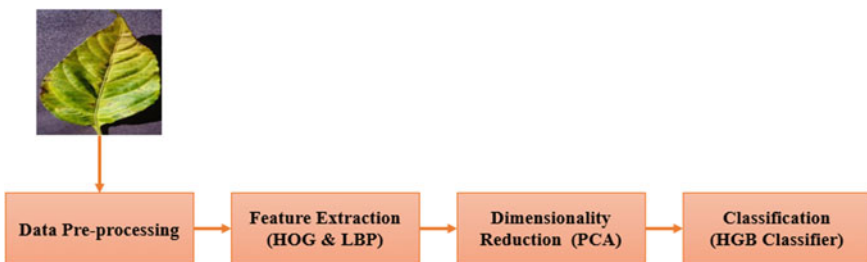 Data Pre-processing
Feature Extraction
(HOG & LBP)
Dimensionality
Reduction (PCA)
Classification
(HGB Classifier)